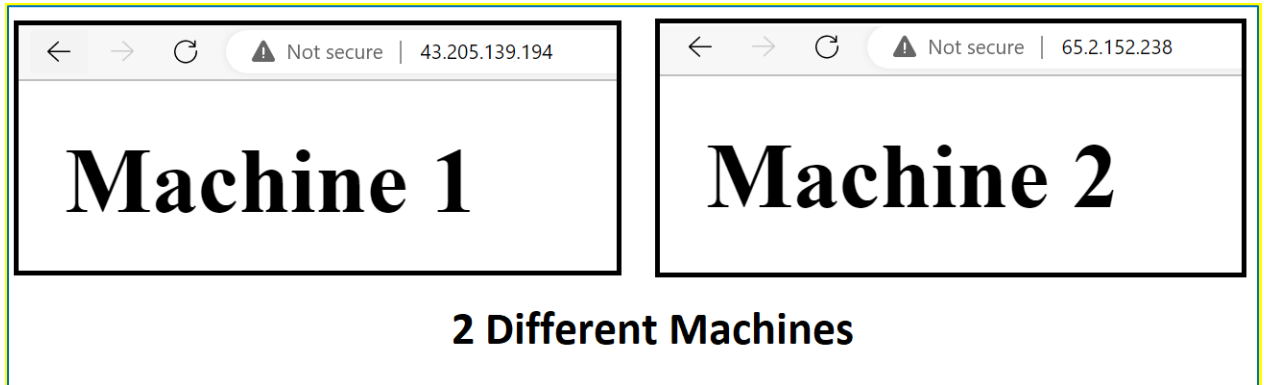 Not secure | 43.205.139.194
Machine 1
Not secure | 65.2.152.238
Machine 2
2 Different Machines